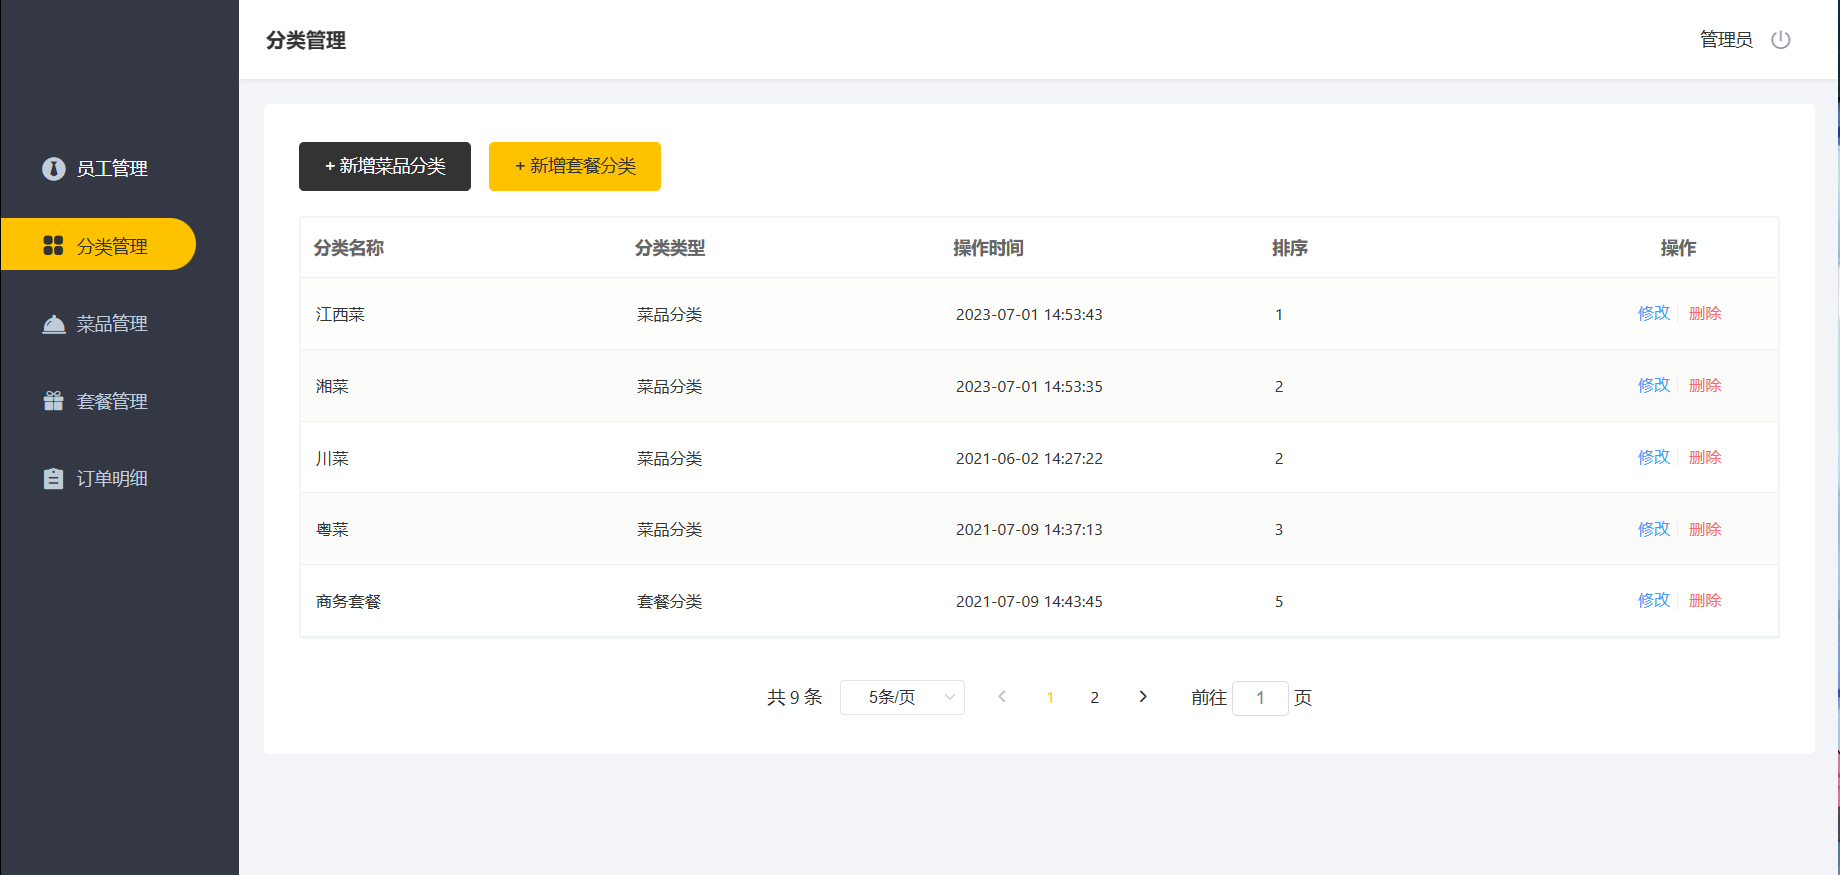 分类管理
管理员
员工管理
分类管理
菜品管理
套餐管理
订单明细
+ 新增菜品分类 + 新增套餐分类
分类名称 分类类型 操作时间 排序 操作
江西菜 菜品分类 2023-07-01 14:53:43 1 修改 删除
湘菜 菜品分类 2023-07-01 14:53:35 2 修改 删除
川菜 菜品分类 2021-06-02 14:27:22 2 修改 删除
粤菜 菜品分类 2021-07-09 14:37:13 3 修改 删除
商务套餐 套餐分类 2021-07-09 14:43:45 5 修改 删除
共 9 条 5条/页 1 2 前往 1 页